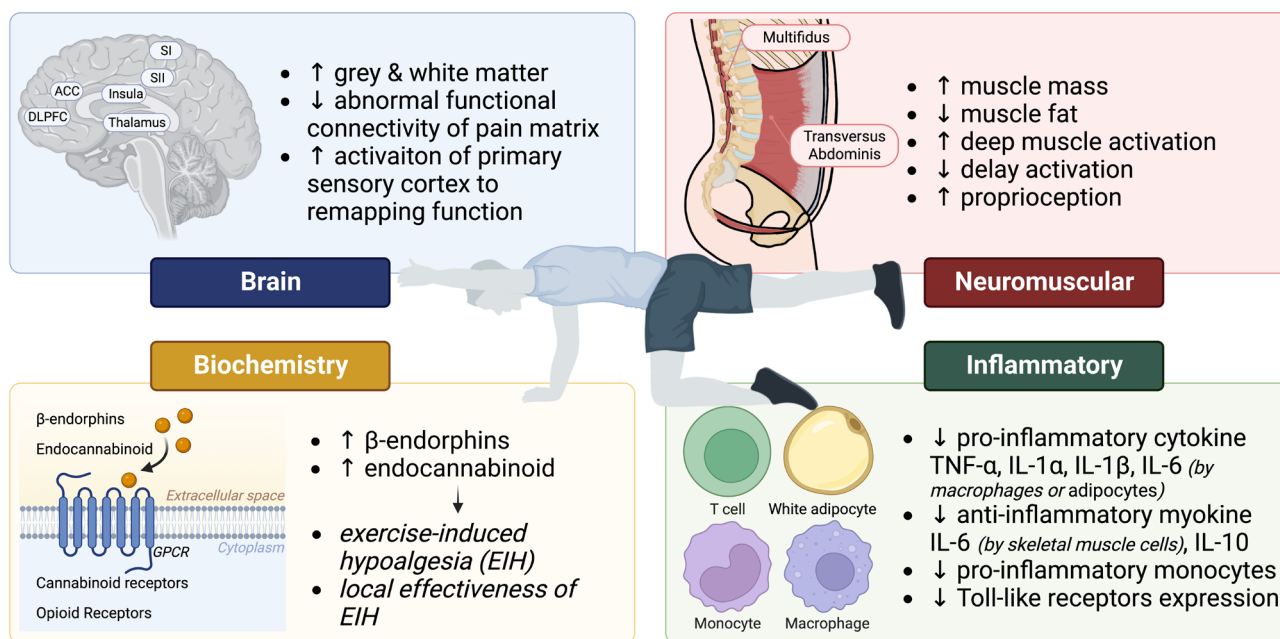 SI
SII
ACC
Insula
DLPFC
Thalamus
• ↑ grey & white matter
• ↓ abnormal functional
connectivity of pain matrix
• ↑ activaiton of primary
sensory cortex to
remapping function
Brain
Multifidus
Transversus
Abdominis
• ↑ muscle mass
• ↓ muscle fat
• ↑ deep muscle activation
• ↓ delay activation
• ↑ proprioception
Neuromuscular
Biochemistry
β-endorphins
Endocannabinoid
Extracellular space
Cytoplasm
GPCR
Cannabinoid receptors
Opioid Receptors
• ↑ β-endorphins
• ↑ endocannabinoid
• exercise-induced
hypoalgesia (EIH)
• local effectiveness of
EIH
Inflammatory
T cell
White adipocyte
Monocyte
Macrophage
• ↓ pro-inflammatory cytokine
TNF-α, IL-1α, IL-1β, IL-6 (by
macrophages or adipocytes)
• ↓ anti-inflammatory myokine
IL-6 (by skeletal muscle cells), IL-10
• ↓ pro-inflammatory monocytes
• ↓ Toll-like receptors expression